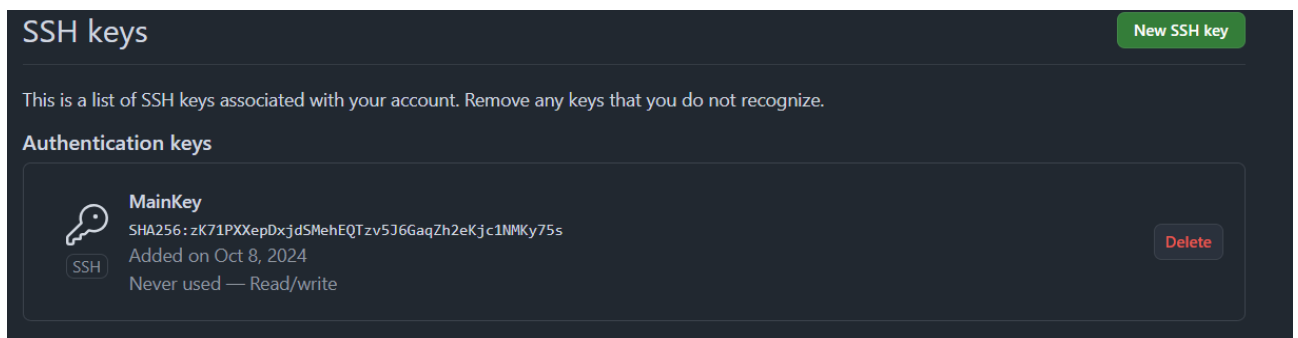 SSH keys
New SSH key
This is a list of SSH keys associated with your account. Remove any keys that you do not recognize.
Authentication keys
MainKey
SHA256:zK71PXXepDxjdSMehEQTzv5J6GaqZh2eKjc1NMKy75s
SSH
Added on Oct 8, 2024
Never used — Read/write
Delete